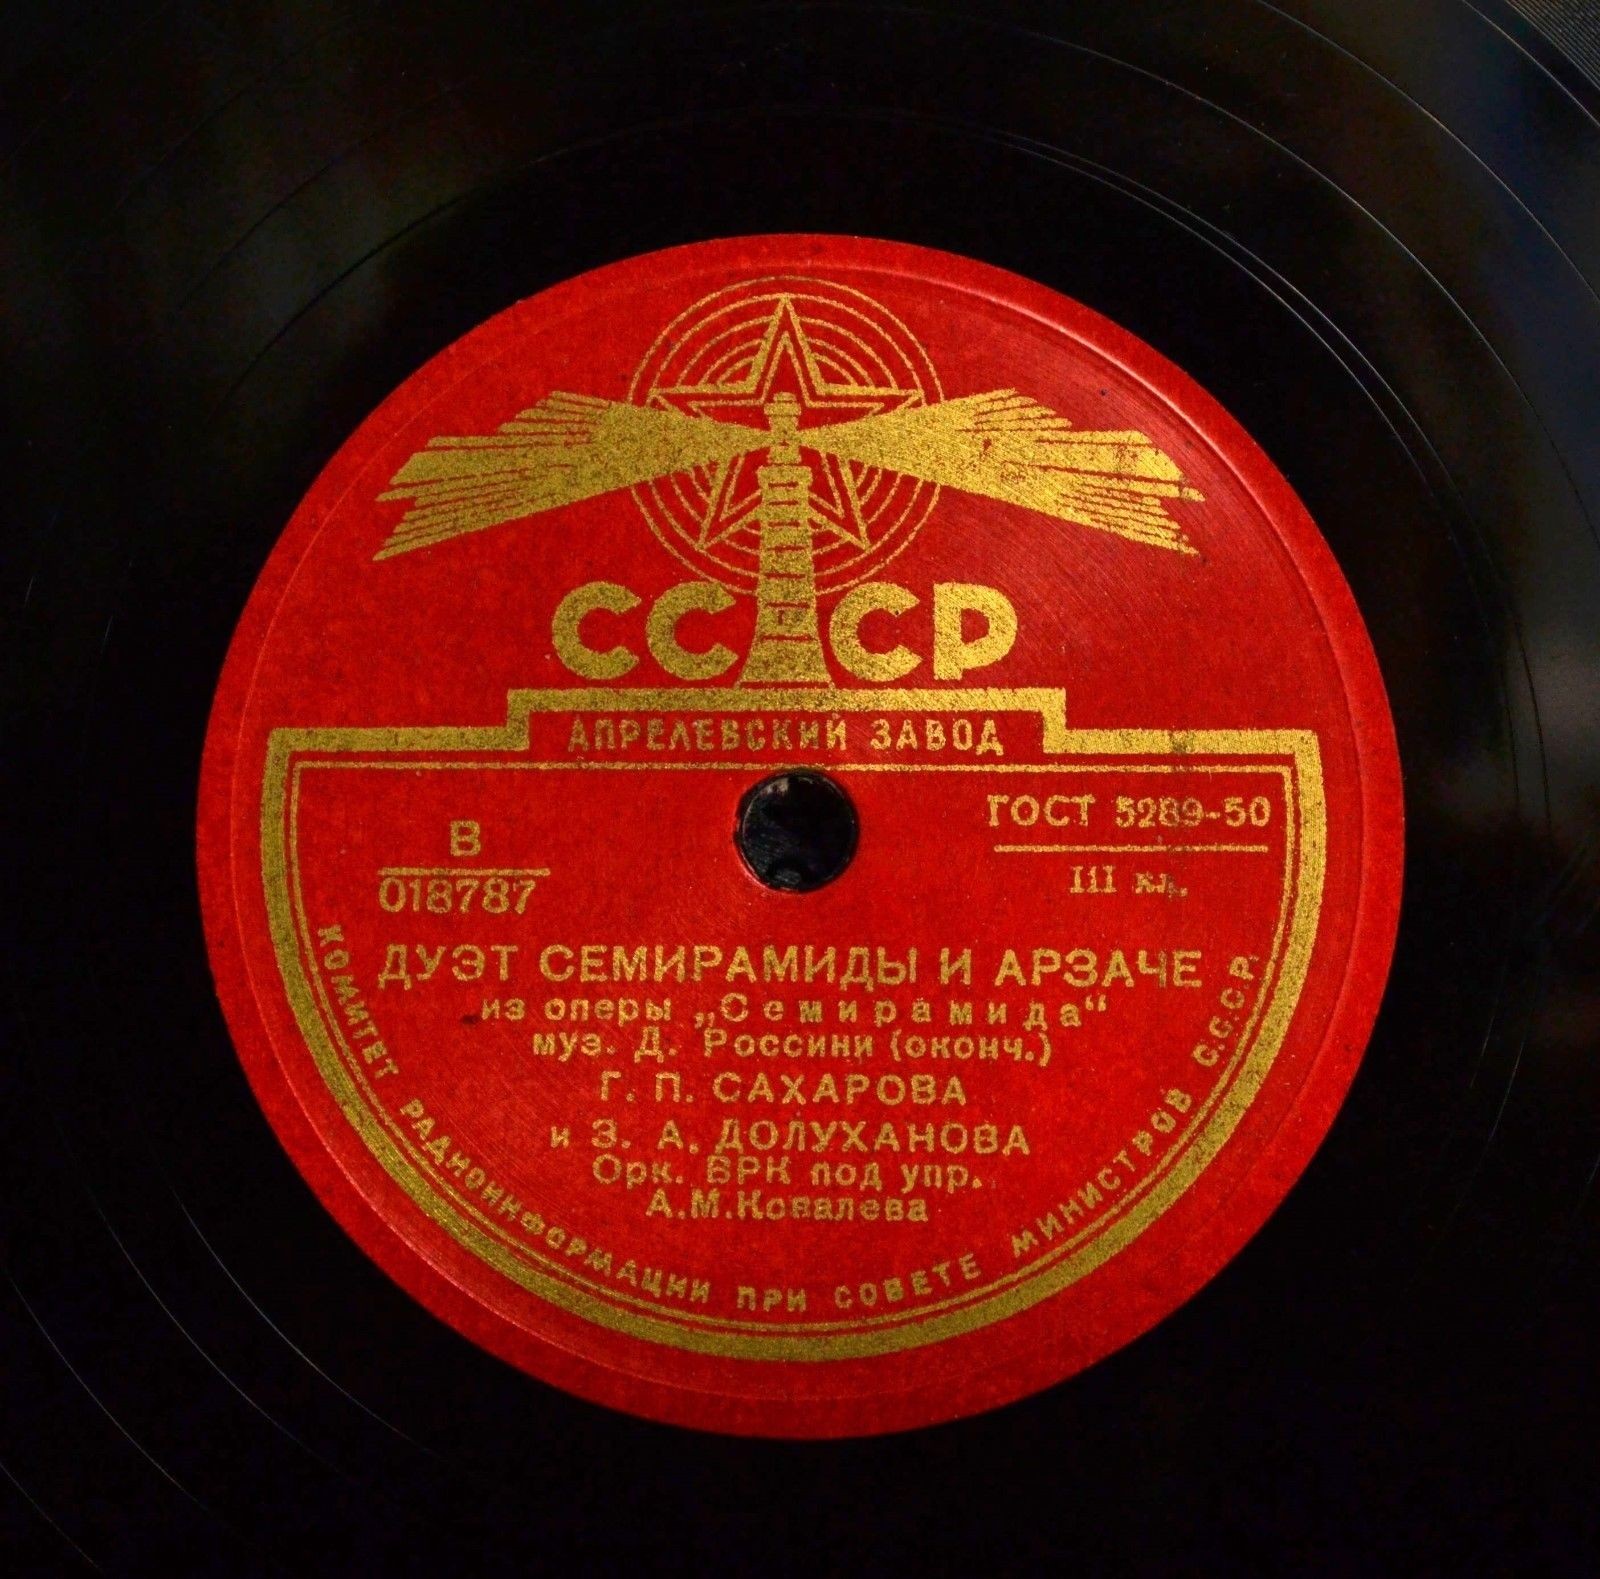 СССР
АПРЕЛЕВСКИЙ ЗАВОД
ГОСТ 5289-50
III кл.
В
018787
ДУЭТ СЕМИРАМИДЫ И АРЗАЧЕ
из оперы „Семирамида“
муз. Д. Россини (оконч.)
Г. П. САХАРОВА
и З. А. ДОЛУХАНОВА
Орк. ВРК под упр.
А.М.Ковалева
КОМИТЕТ РАДИОИНФОРМАЦИИ ПРИ СОВЕТЕ МИНИСТРОВ С.С.С.Р.